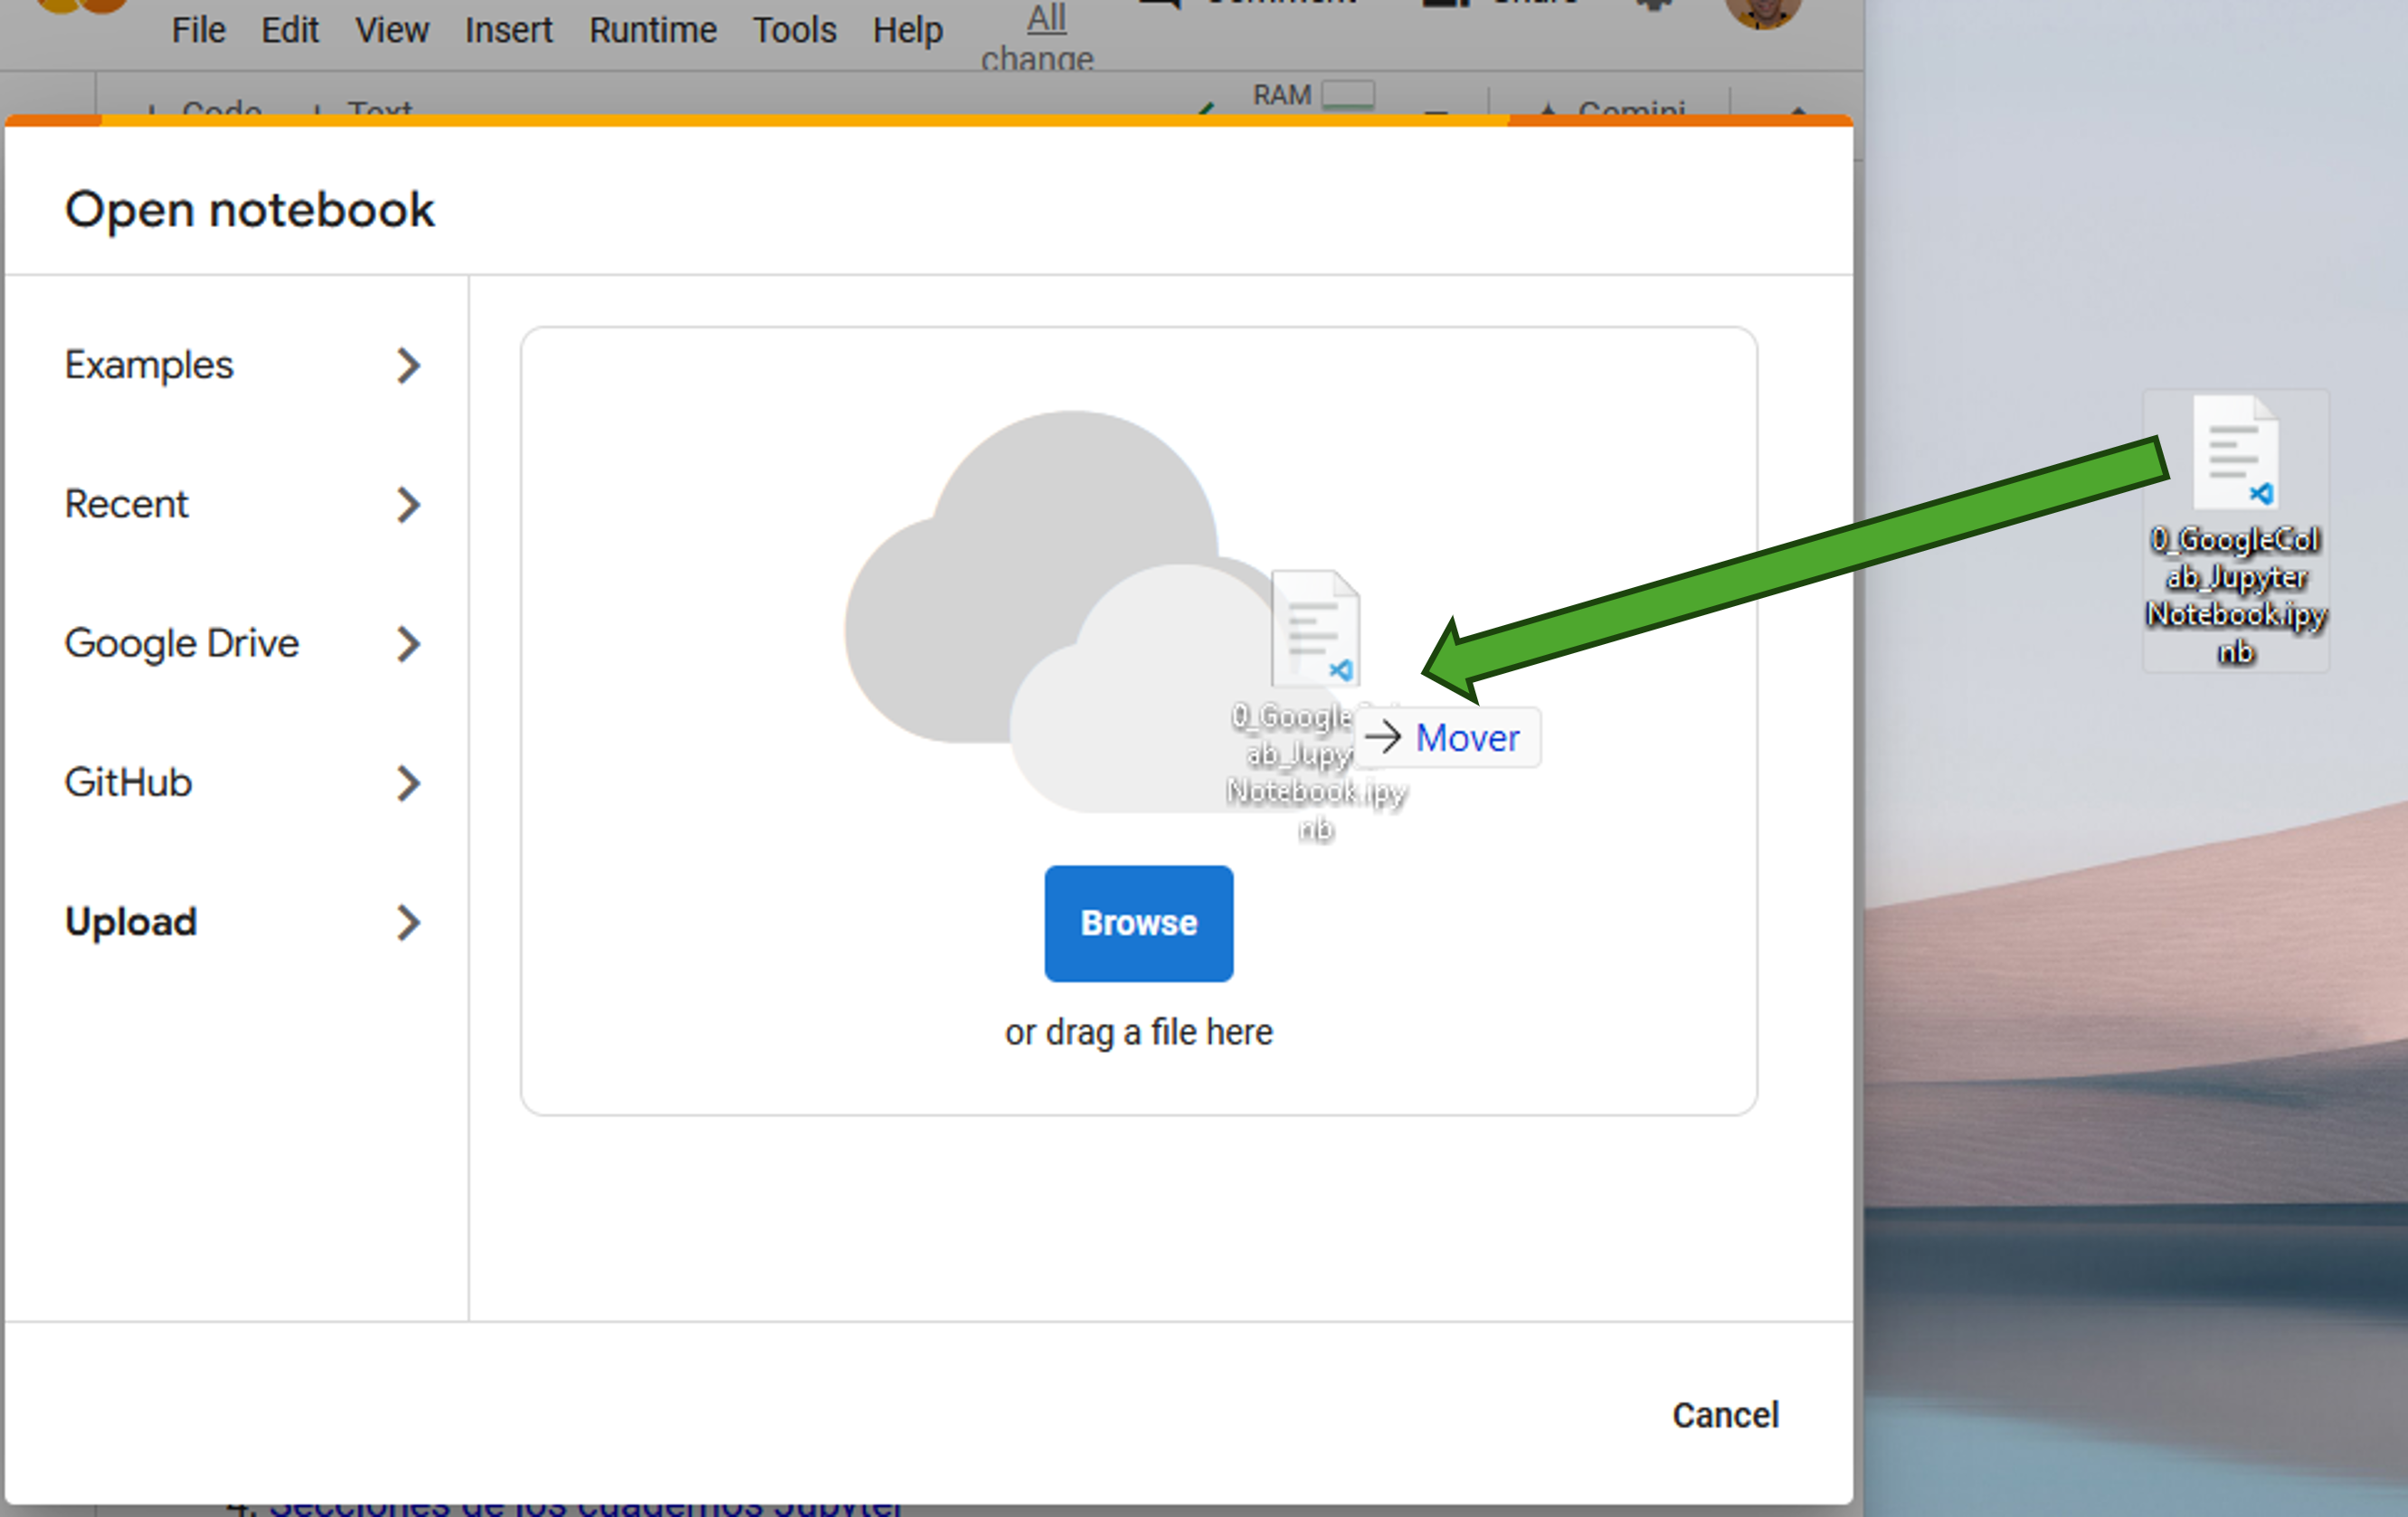 All
File Edit View Insert Runtime Tools Help
change
RAM
Code Text
Gemini
Open notebook
Examples
Recent
Google Drive
GitHub
Upload
0_GoogleCol
ab_Jupyter
Notebook.ipy
nb
0_Google
ab_Jupy
Notebook.ipy
nb
→ Mover
Browse
or drag a file here
Cancel
4. Secciones de los cuadernos Jupyter